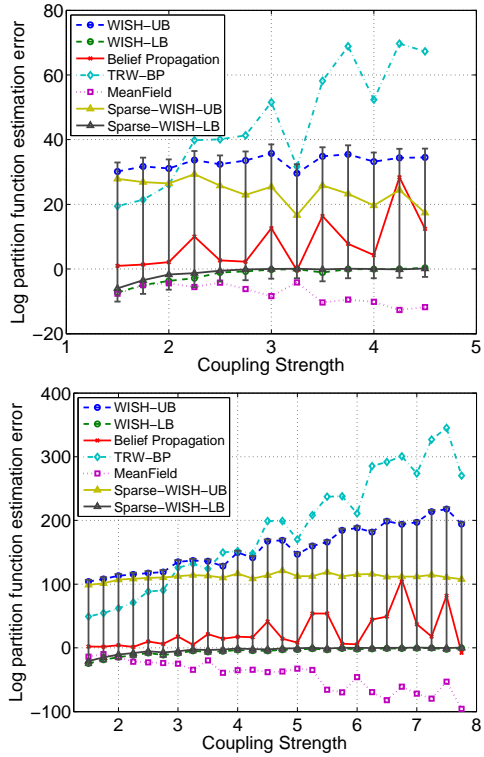 80
60
40
20
0
−20
1
2
3
4
5
Log partition function estimation error
Coupling Strength
WISH−UB
WISH−LB
Belief Propagation
TRW−BP
MeanField
Sparse−WISH−UB
Sparse−WISH−LB
400
300
200
100
0
−100
2
3
4
5
6
7
8
Log partition function estimation error
Coupling Strength
WISH−UB
WISH−LB
Belief Propagation
TRW−BP
MeanField
Sparse−WISH−UB
Sparse−WISH−LB